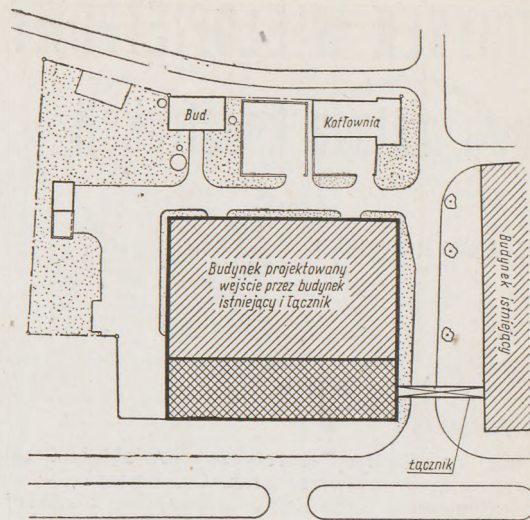 Bud.
Kotłownia
Budynek projektowany
wejście przez budynek
istniejący i łącznik
Budynek istniejący
łącznik